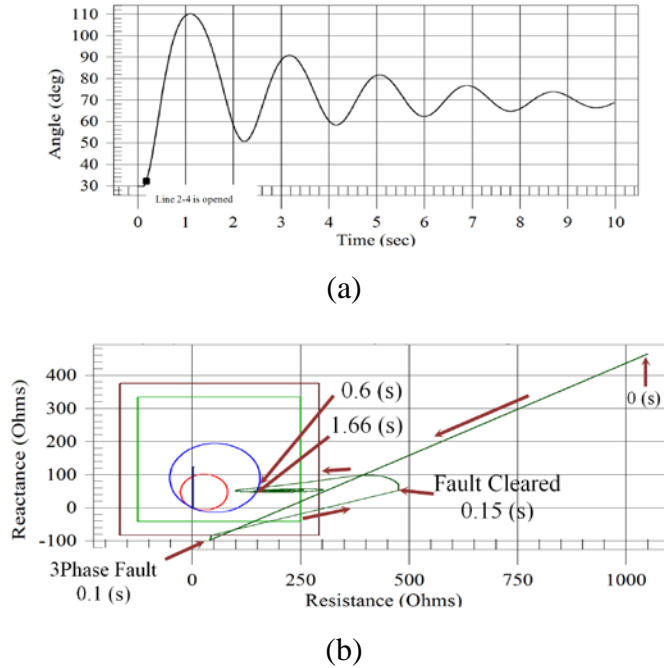 110
100
90
80
70
60
50
40
30
Angle (deg)
Line 2-4 is opened
0 1 2 3 4 5 6 7 8 9 10
Time (sec)
(a)
400
300
200
100
0
-100
Reactance (Ohms)
0.6 (s)
1.66 (s)
0 (s)
Fault Cleared
0.15 (s)
3Phase Fault
0.1 (s)
0 250 500 750 1000
Resistance (Ohms)
(b)